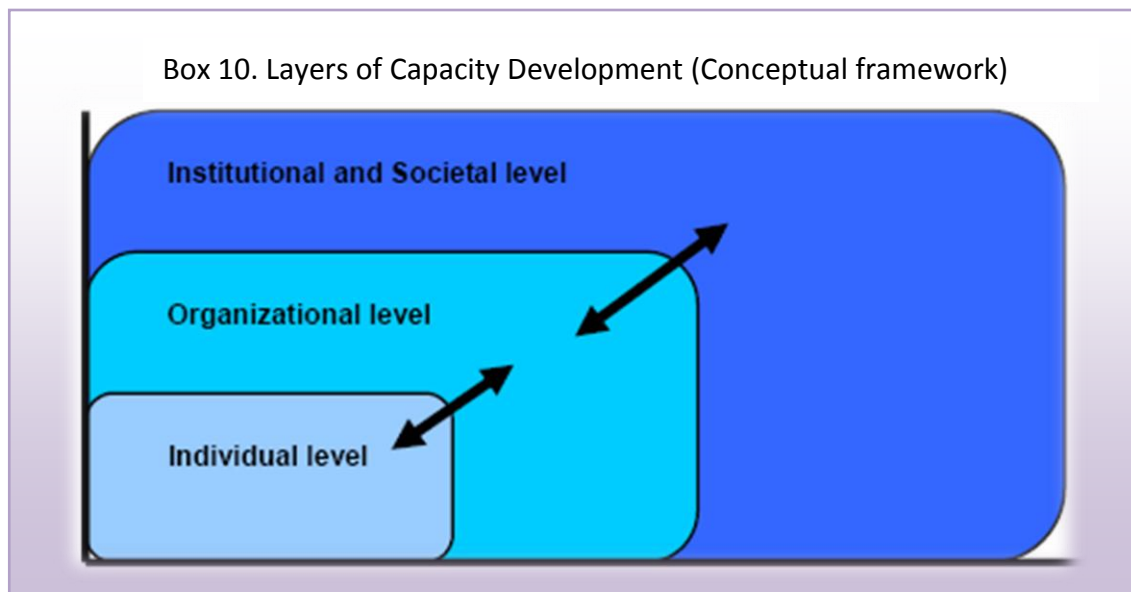 Box 10. Layers of Capacity Development (Conceptual framework)
Institutional and Societal level
Organizational level
Individual level